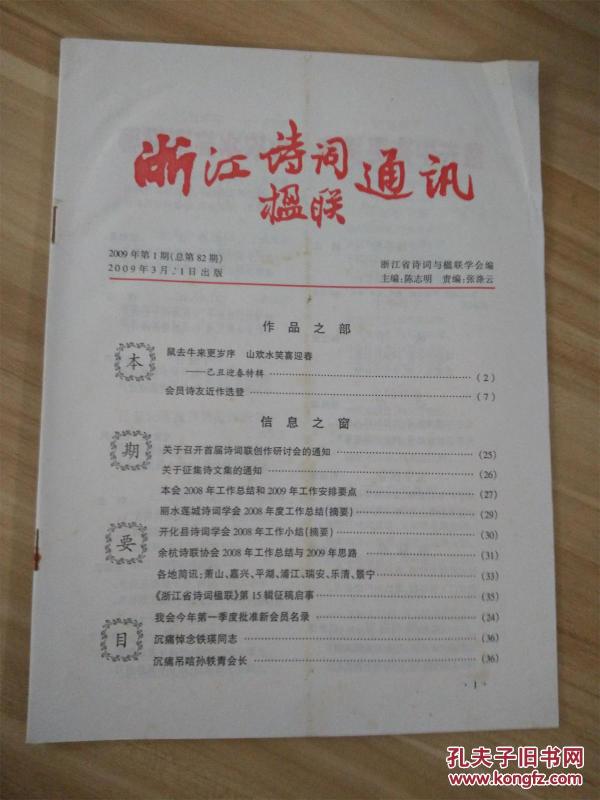 浙江诗词楹联通讯
2009年第1期(总第82期)
2009年3月21日出版
浙江省诗词与楹联学会编
主编:陈志明 责编:张涤云
作品之部
本
鼠去牛来更岁序 山欢水笑喜迎春
——己丑迎春特辑 (2)
会员诗友近作选登 (7)
信息之窗
期
关于召开首届诗词联创作研讨会的通知 (25)
关于征集诗文集的通知 (26)
本会2008年工作总结和2009年工作安排要点 (27)
丽水莲城诗词学会2008年度工作总结(摘要) (29)
要
开化县诗词学会2008年工作小结(摘要) (30)
余杭诗联协会2008年工作总结与2009年思路 (31)
各地简讯:萧山、嘉兴、平湖、浦江、瑞安、乐清、景宁 (33)
《浙江省诗词楹联》第15辑征稿启事 (35)
我会今年第一季度批准新会员名录 (24)
目
沉痛悼念铁瑛同志 (36)
沉痛吊唁孙轶青会长 (36)
·1·
孔夫子旧书网
www.kongfz.com